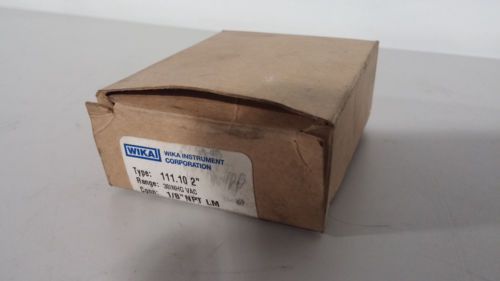 WIKA
WIKA INSTRUMENT
CORPORATION
Type: 111.10 2"
Range: 30INHG VAC
Conn: 1/8" NPT LM